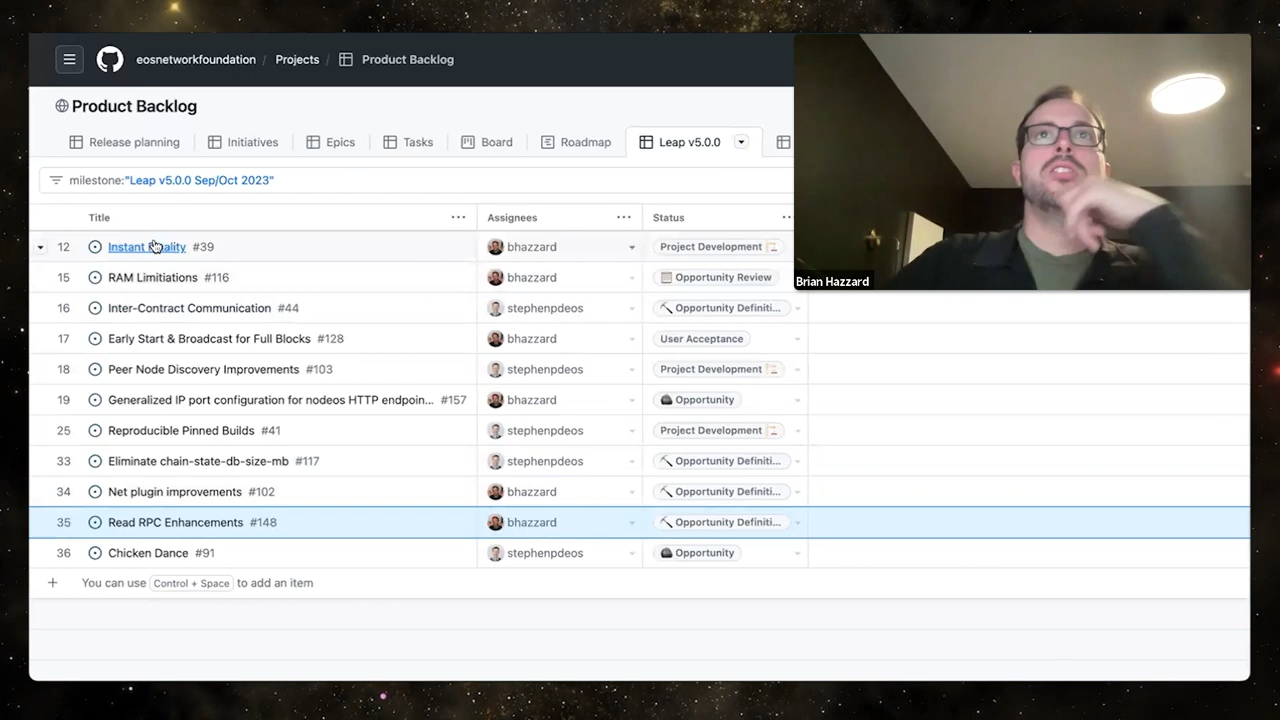 eosnetworkfoundation / Projects / Product Backlog
Product Backlog
Release planning Initiatives Epics Tasks Board Roadmap Leap v5.0.0
milestone:"Leap v5.0.0 Sep/Oct 2023"
Title ··· Assignees ··· Status
12 #39 bhazzard Project Development
15 RAM Limitiations #116 bhazzard Opportunity Review
16 Inter-Contract Communication #44 stephenpdeos Opportunity Definiti...
17 Early Start & Broadcast for Full Blocks #128 bhazzard User Acceptance
18 Peer Node Discovery Improvements #103 stephenpdeos Project Development
19 Generalized IP port configuration for nodeos HTTP endpoin... #157 bhazzard Opportunity
25 Reproducible Pinned Builds #41 stephenpdeos Project Development
33 Eliminate chain-state-db-size-mb #117 stephenpdeos Opportunity Definiti...
34 Net plugin improvements #102 bhazzard Opportunity Definiti...
35 Read RPC Enhancements #148 bhazzard Opportunity Definiti...
36 Chicken Dance #91 stephenpdeos Opportunity
+ You can use Control + Space to add an item
Brian Hazzard